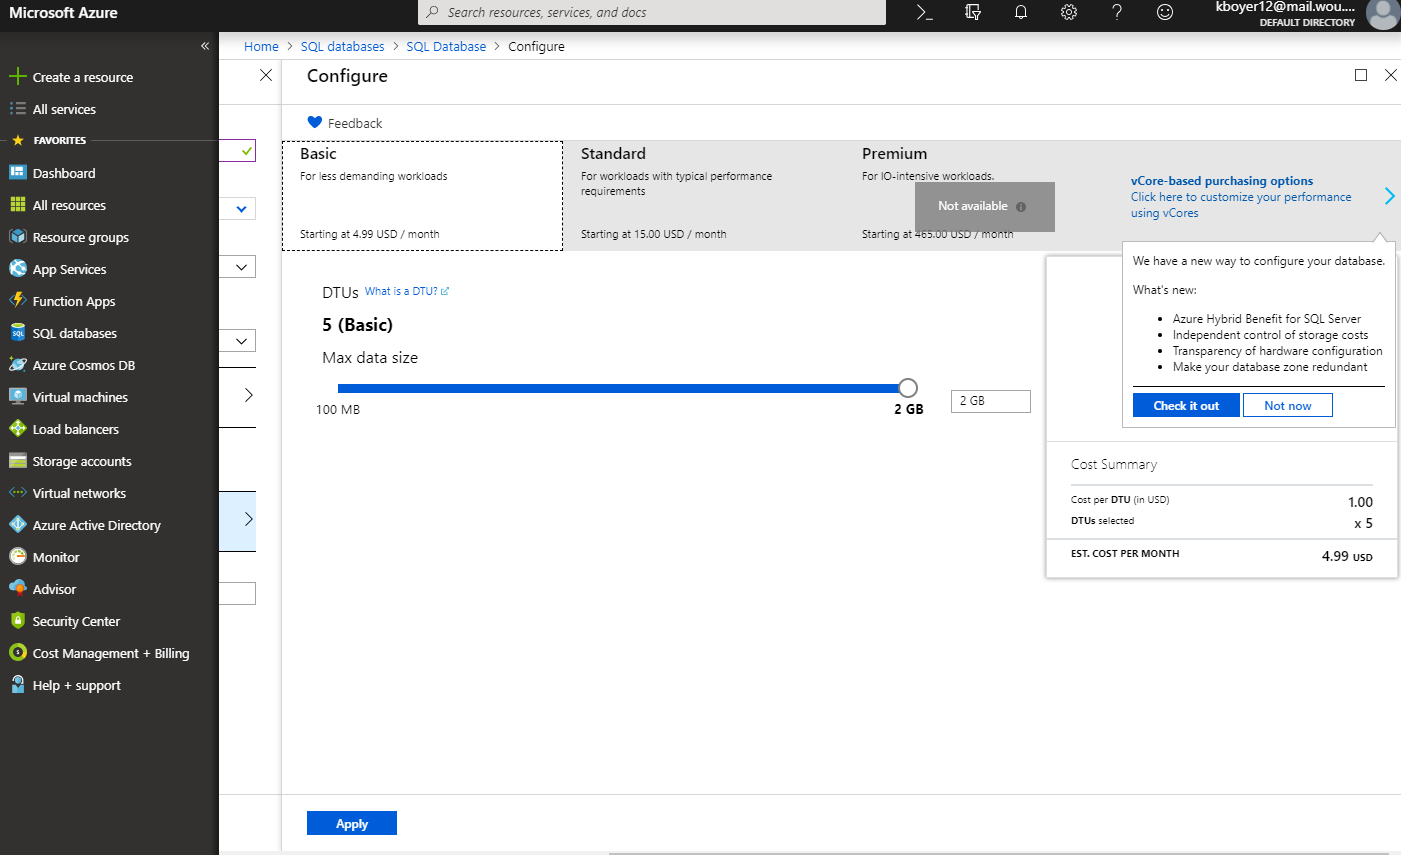 Microsoft Azure
Search resources, services, and docs
kboyer12@mail.wou....
DEFAULT DIRECTORY
«
Create a resource
All services
FAVORITES
Dashboard
All resources
Resource groups
App Services
Function Apps
SQL databases
Azure Cosmos DB
Virtual machines
Load balancers
Storage accounts
Virtual networks
Azure Active Directory
Monitor
Advisor
Security Center
Cost Management + Billing
Help + support
Home > SQL databases > SQL Database > Configure
Configure
Feedback
Basic
For less demanding workloads
Starting at 4.99 USD / month
Standard
For workloads with typical performance
requirements
Starting at 15.00 USD / month
Premium
For IO-intensive workloads.
Not available
Starting at 465.00 USD / month
vCore-based purchasing options
Click here to customize your performance
using vCores
We have a new way to configure your database.
What's new:
• Azure Hybrid Benefit for SQL Server
• Independent control of storage costs
• Transparency of hardware configuration
• Make your database zone redundant
Check it out
Not now
DTUs What is a DTU?
5 (Basic)
Max data size
100 MB
2 GB
2 GB
Cost Summary
Cost per DTU (in USD) 1.00
DTUs selected x 5
EST. COST PER MONTH 4.99 USD
Apply